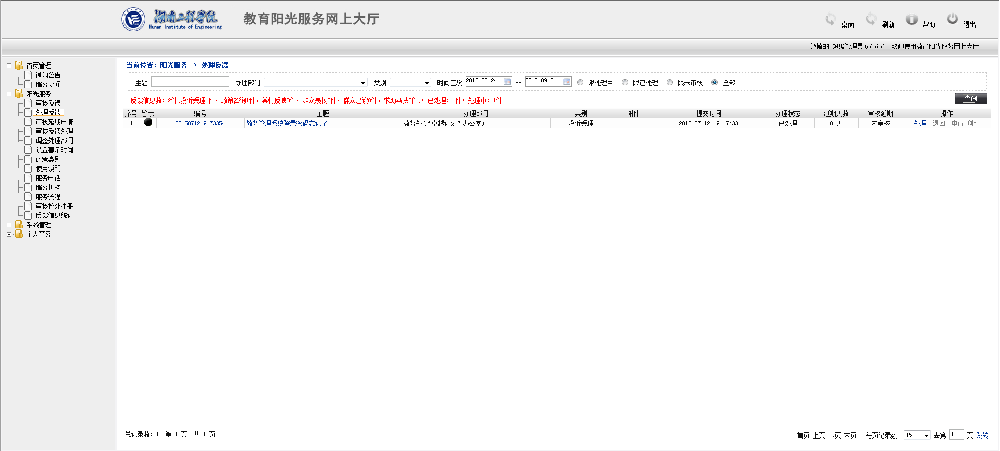 湖南工程学院
Hunan Institute of Engineering
教育阳光服务网上大厅
桌面 刷新 帮助 退出
尊敬的 超级管理员(admin), 欢迎使用教育阳光服务网上大厅
首页管理
通知公告
服务要闻
阳光服务
审核反馈
处理反馈
审核延期申请
审核反馈处理
调整处理部门
设置警示时间
政策类别
使用说明
服务电话
服务机构
服务流程
审核校外注册
反馈信息统计
系统管理
个人事务
当前位置: 阳光服务 → 处理反馈
主题 办理部门 类别 时间区段 2015-05-24 -- 2015-09-01 限处理中 限已处理 限未审核 全部
反馈信息数: 2件[投诉受理1件, 政策咨询1件, 舆情反映0件, 群众表扬0件, 群众建议0件, 求助帮扶0件]; 已处理: 1件; 处理中: 1件
查询
序号 警示 编号 主题 办理部门 类别 附件 提交时间 办理状态 延期天数 审核延期 操作
1 2015071219173354 教务管理系统登录密码忘记了 教务处(“卓越计划”办公室) 投诉受理 2015-07-12 19:17:33 已处理 0 天 未审核 处理 退回 申请延期
总记录数: 1 第 1 页 共 1 页
首页 上页 下页 末页 每页记录数 15 去第 1 页 跳转